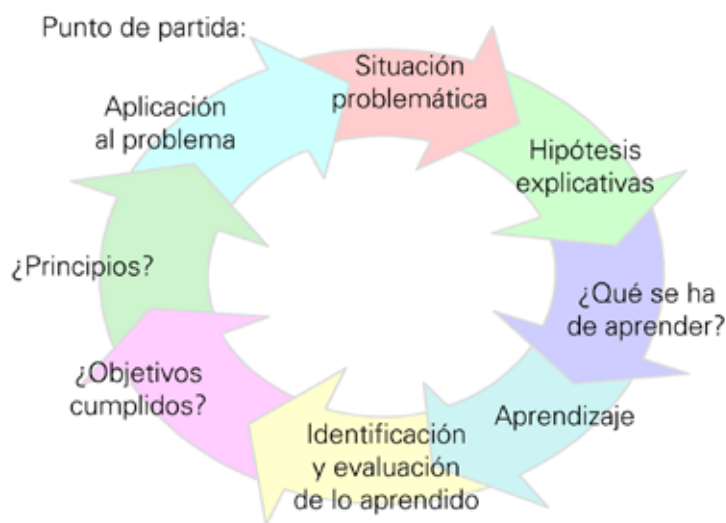 Punto de partida:
Situación
problemática
Hipótesis
explicativas
¿Qué se ha
de aprender?
Aprendizaje
Identificación
y evaluación
de lo aprendido
¿Objetivos
cumplidos?
¿Principios?
Aplicación
al problema